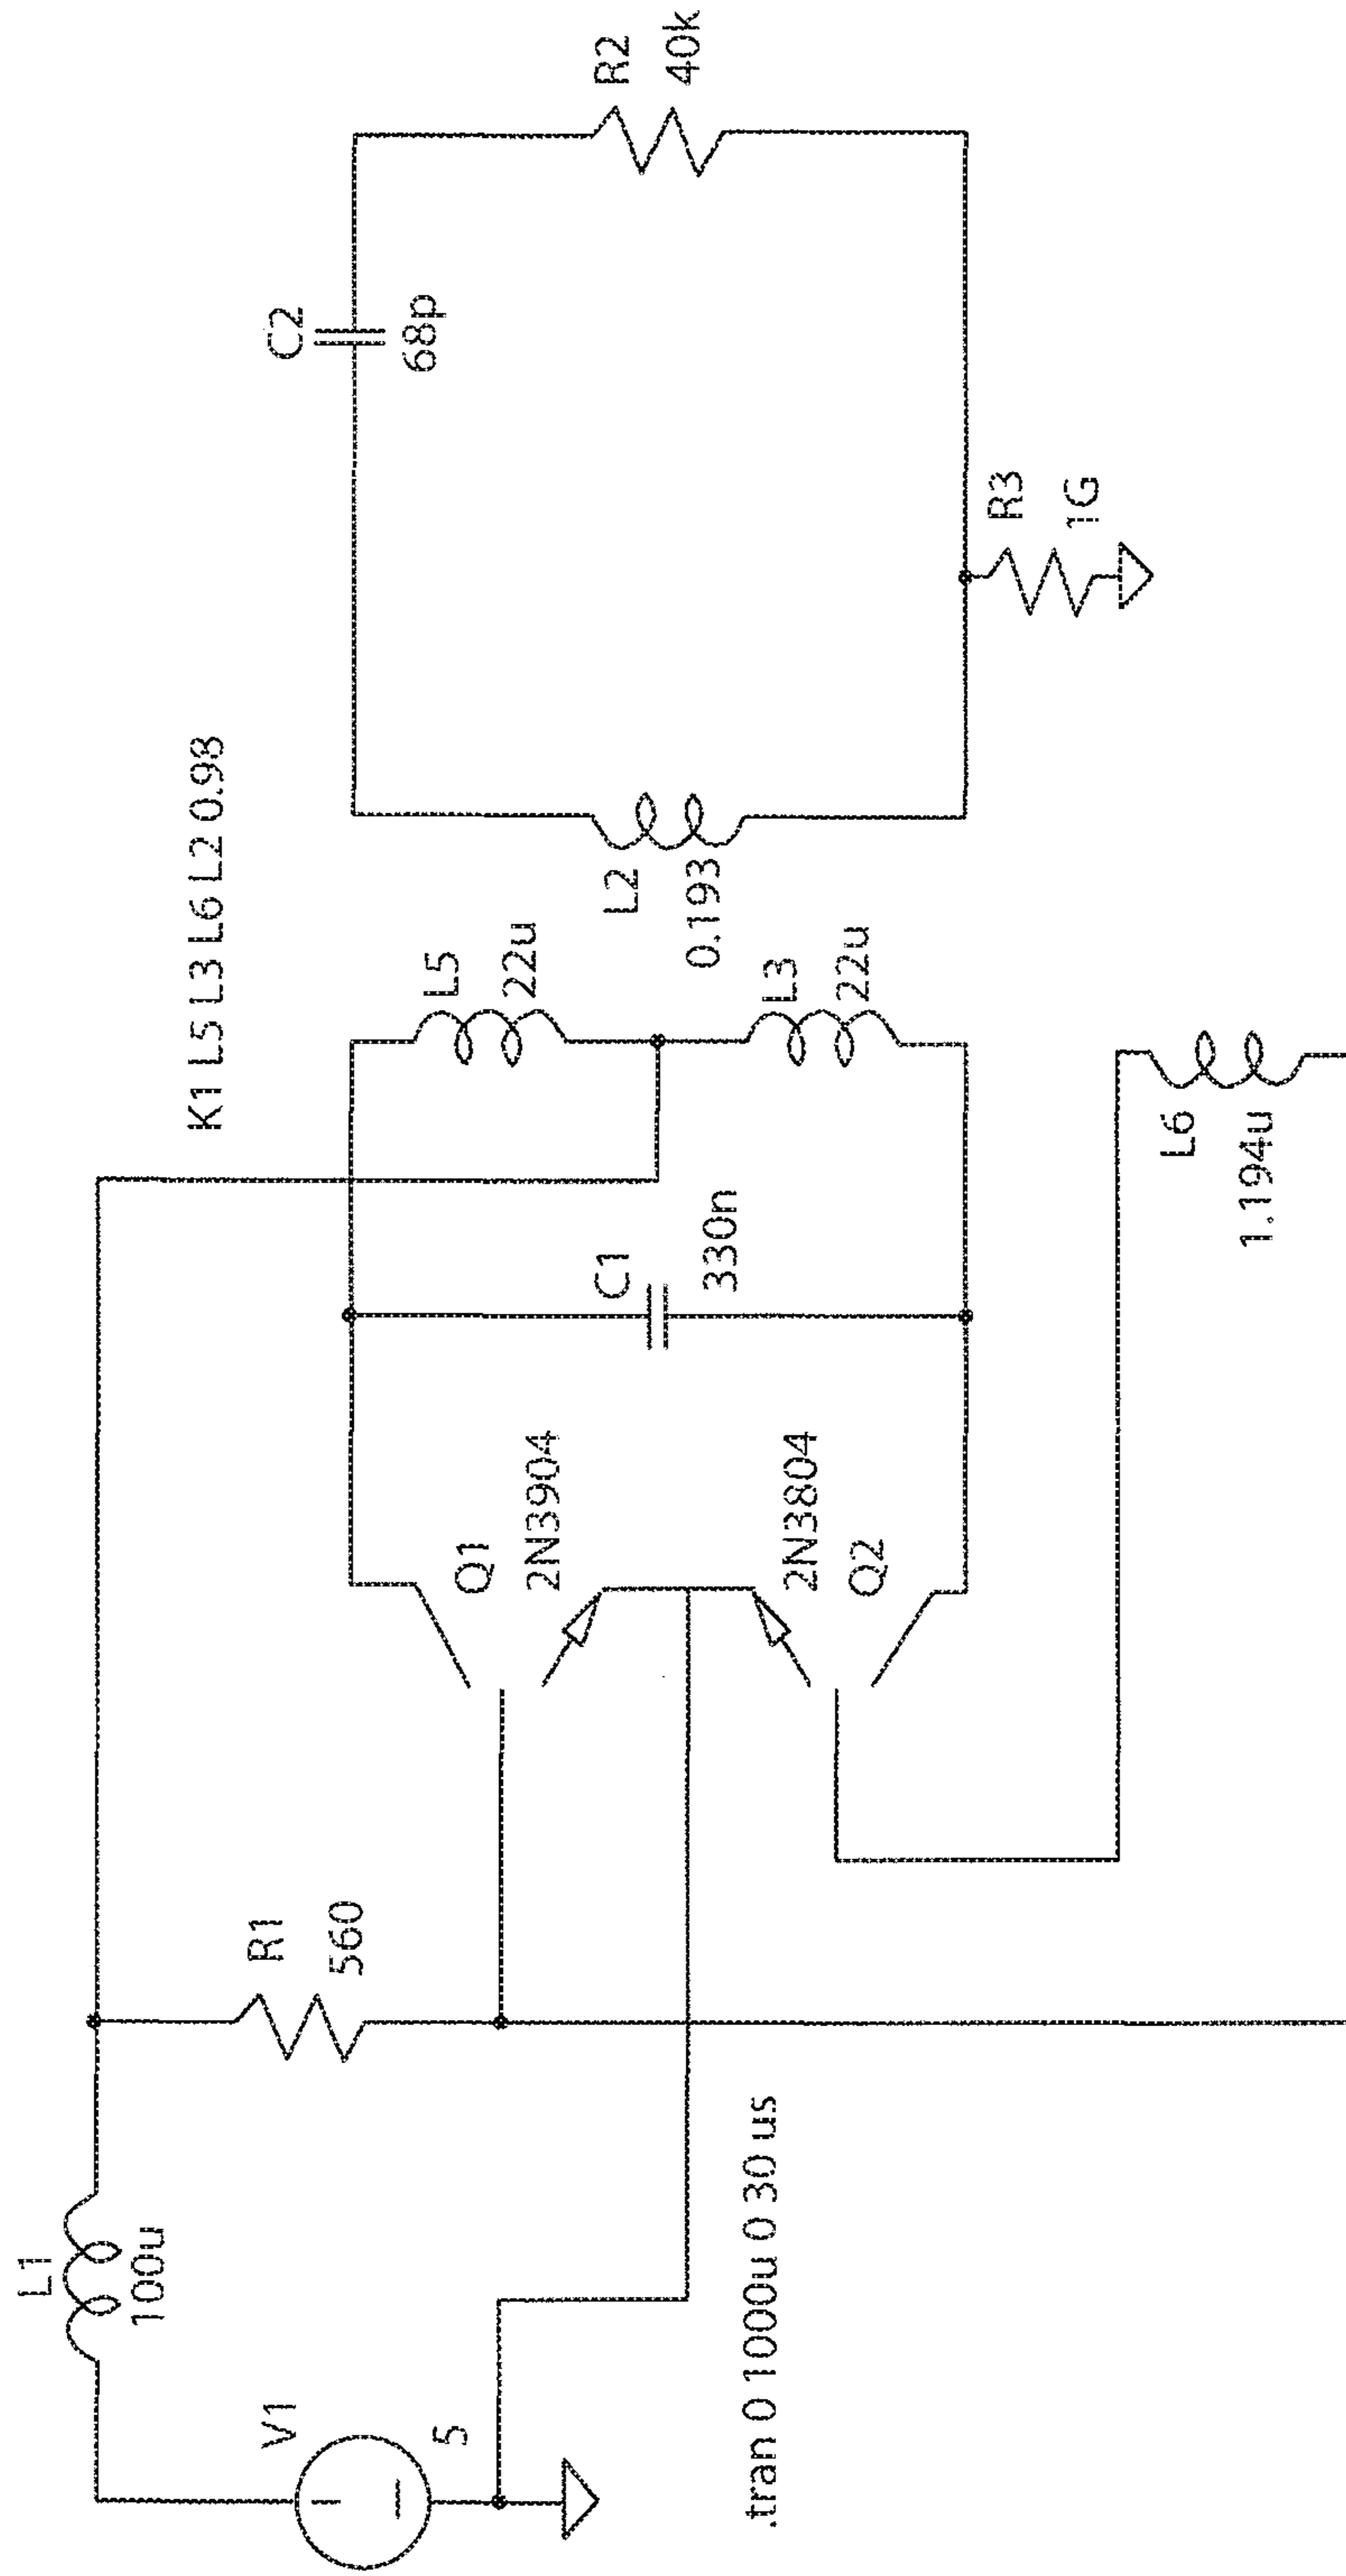 L1
100u
V1
5
R1
560
.tran 0 1000u 0 30 us
Q1
2N3904
2N3804
Q2
C1
330n
K1 L5 L3 L6 L2 0.98
L5
22u
L3
22u
L6
1.194u
L2
0.193
C2
68p
R2
40k
R3
1G